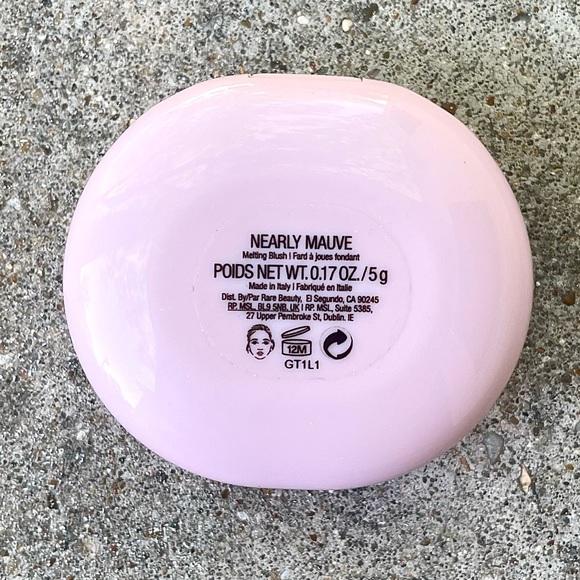 NEARLY MAUVE
Melting Blush | Fard à joues fondant
POIDS NET WT. 0.17 OZ./5 g
Made in Italy | Fabriqué en Italie
Dist. By/Par Rare Beauty, El Segundo, CA 90245
RP. MSL, BL9 5NB, UK | RP. MSL, Suite 5385,
27 Upper Pembroke St, Dublin. IE
12M
GT1L1